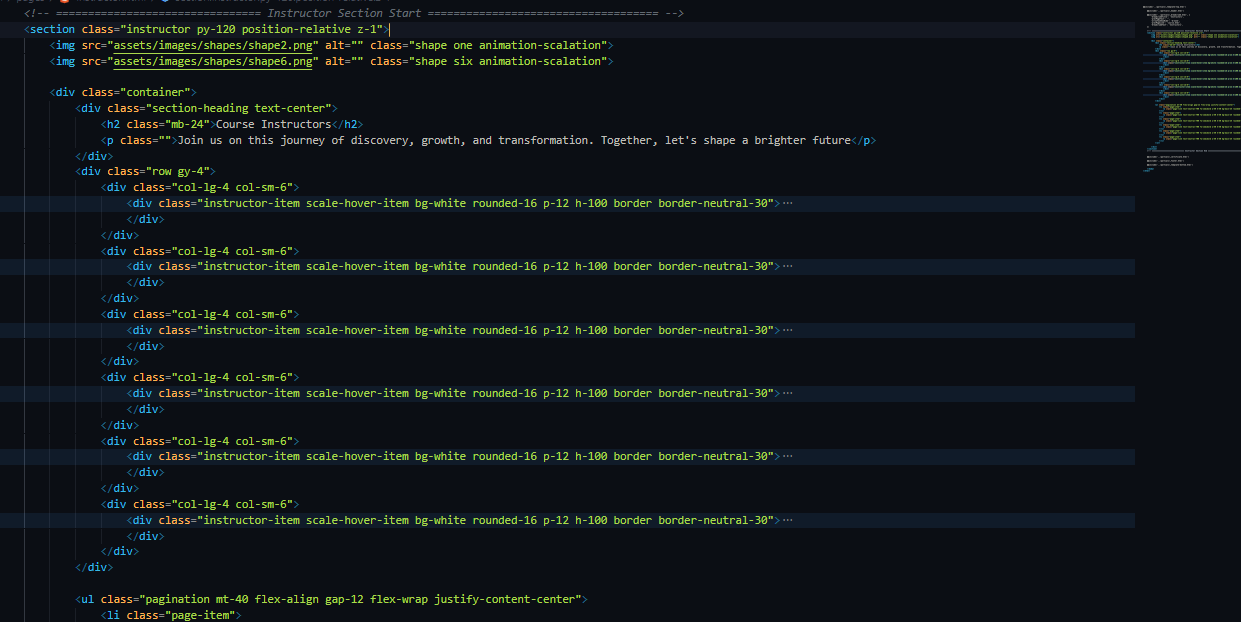 <!-- ================================ Instructor Section Start ==================================== -->
<section class="instructor py-120 position-relative z-1">
<img src="assets/images/shapes/shape2.png" alt="" class="shape one animation-scalation">
<img src="assets/images/shapes/shape6.png" alt="" class="shape six animation-scalation">
<div class="container">
<div class="section-heading text-center">
<h2 class="mb-24">Course Instructors</h2>
<p class="">Join us on this journey of discovery, growth, and transformation. Together, let's shape a brighter future</p>
</div>
<div class="row gy-4">
<div class="col-lg-4 col-sm-6">
<div class="instructor-item scale-hover-item bg-white rounded-16 p-12 h-100 border border-neutral-30">···
</div>
</div>
<div class="col-lg-4 col-sm-6">
<div class="instructor-item scale-hover-item bg-white rounded-16 p-12 h-100 border border-neutral-30">···
</div>
</div>
<div class="col-lg-4 col-sm-6">
<div class="instructor-item scale-hover-item bg-white rounded-16 p-12 h-100 border border-neutral-30">···
</div>
</div>
<div class="col-lg-4 col-sm-6">
<div class="instructor-item scale-hover-item bg-white rounded-16 p-12 h-100 border border-neutral-30">···
</div>
</div>
<div class="col-lg-4 col-sm-6">
<div class="instructor-item scale-hover-item bg-white rounded-16 p-12 h-100 border border-neutral-30">···
</div>
</div>
<div class="col-lg-4 col-sm-6">
<div class="instructor-item scale-hover-item bg-white rounded-16 p-12 h-100 border border-neutral-30">···
</div>
</div>
</div>
<ul class="pagination mt-40 flex-align gap-12 flex-wrap justify-content-center">
<li class="page-item">